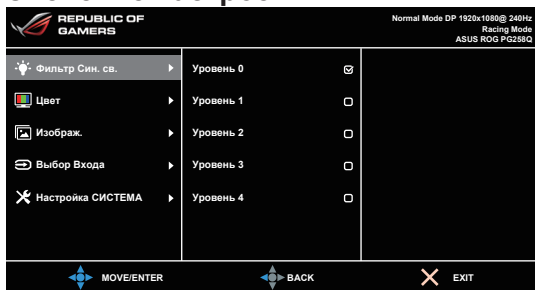 REPUBLIC OF
GAMERS
Normal Mode DP 1920x1080@ 240Hz
Racing Mode
ASUS ROG PG258Q
Фильтр Син. св.
Уровень 0
Цвет
Уровень 1
Изображ.
Уровень 2
Выбор Входа
Уровень 3
Настройка СИСТЕМА
Уровень 4
MOVE/ENTER
BACK
EXIT